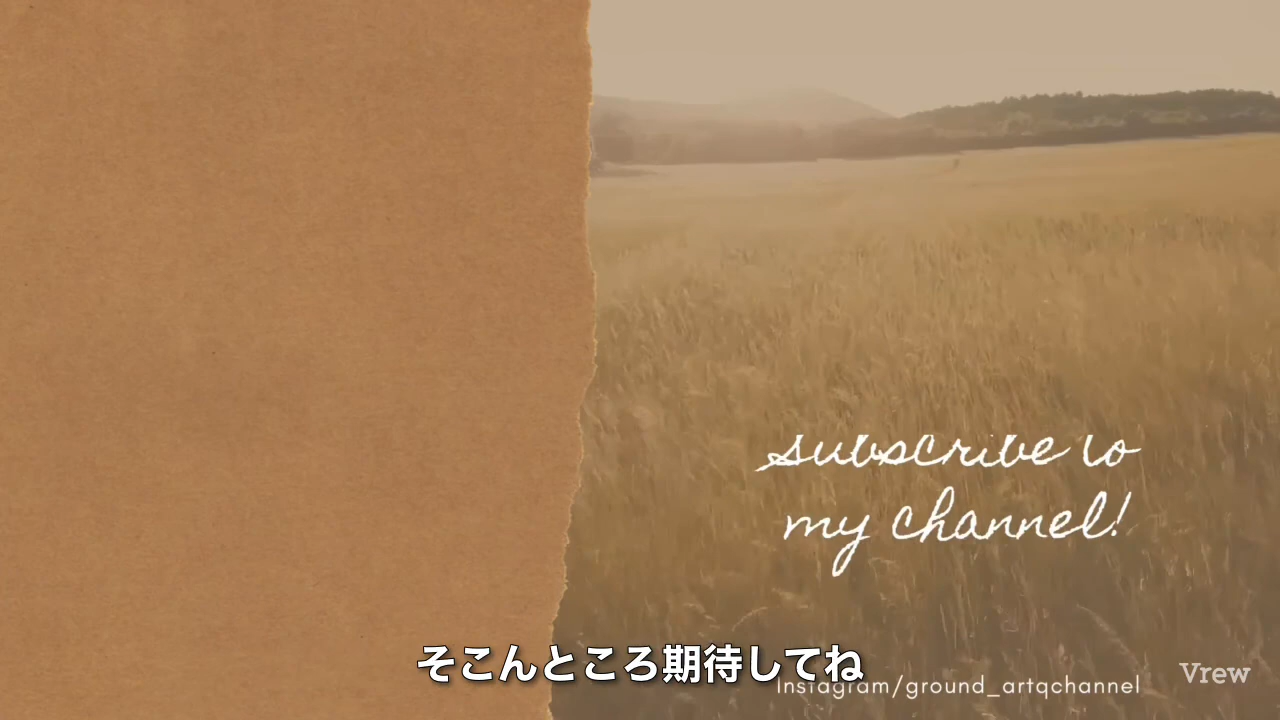 subscribe to
my channel!
そこんところ期待してね
Instagram/ground_artqchannel
Vrew